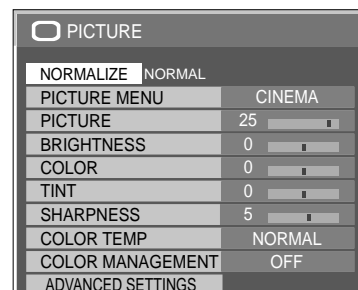 PICTURE
NORMALIZE NORMAL
PICTURE MENU CINEMA
PICTURE 25
BRIGHTNESS 0
COLOR 0
TINT 0
SHARPNESS 5
COLOR TEMP NORMAL
COLOR MANAGEMENT OFF
ADVANCED SETTINGS